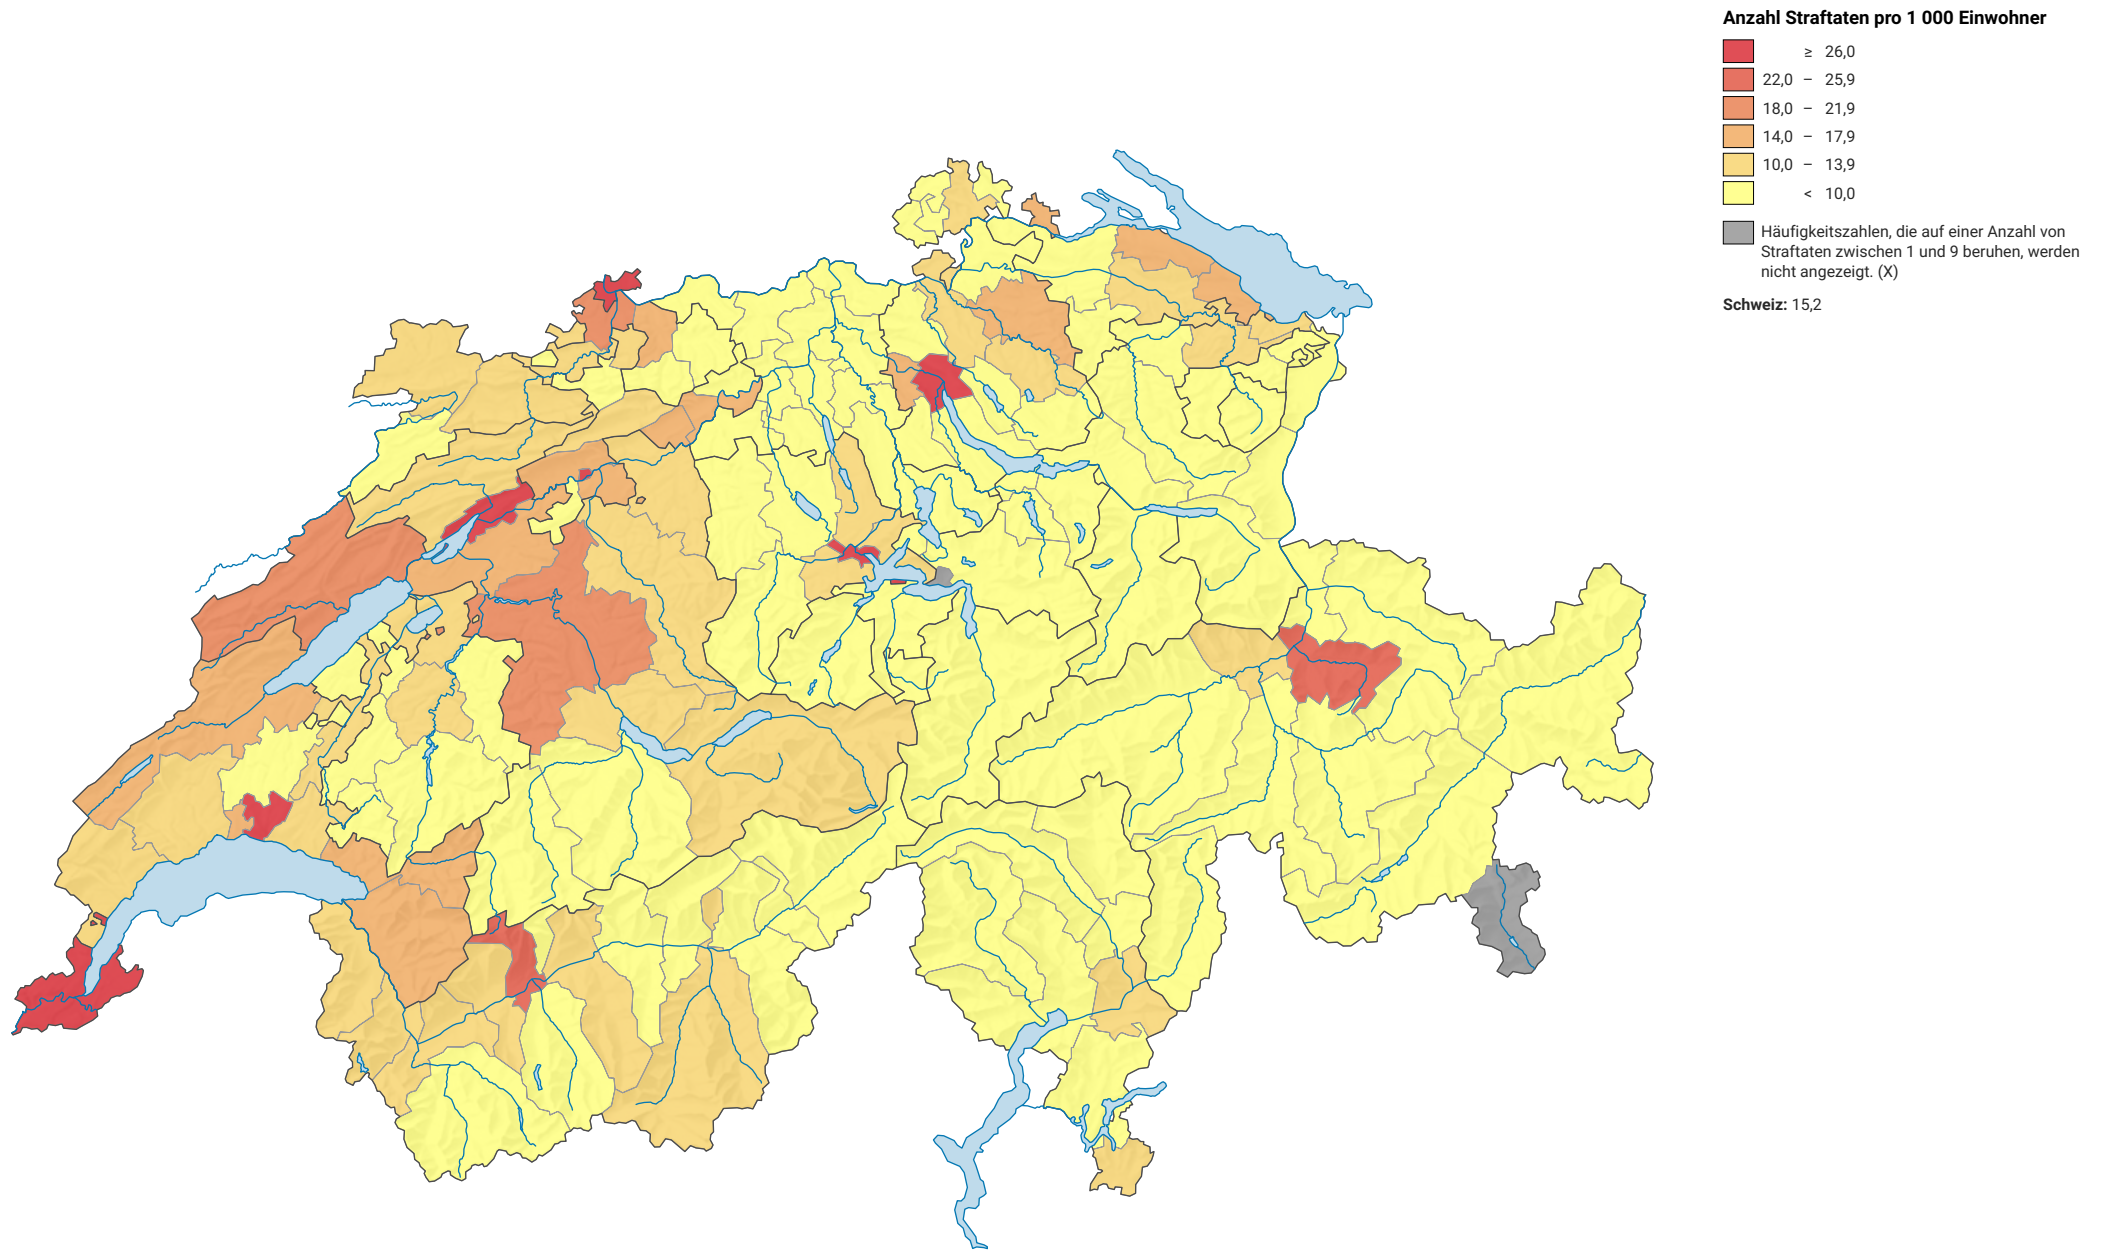 Anzahl Straftaten pro 1 000 Einwohner
≥ 26,0
22,0 – 25,9
18,0 – 21,9
14,0 – 17,9
10,0 – 13,9
< 10,0
Häufigkeitszahlen, die auf einer Anzahl von
Straftaten zwischen 1 und 9 beruhen, werden
nicht angezeigt. (X)
Schweiz: 15,2